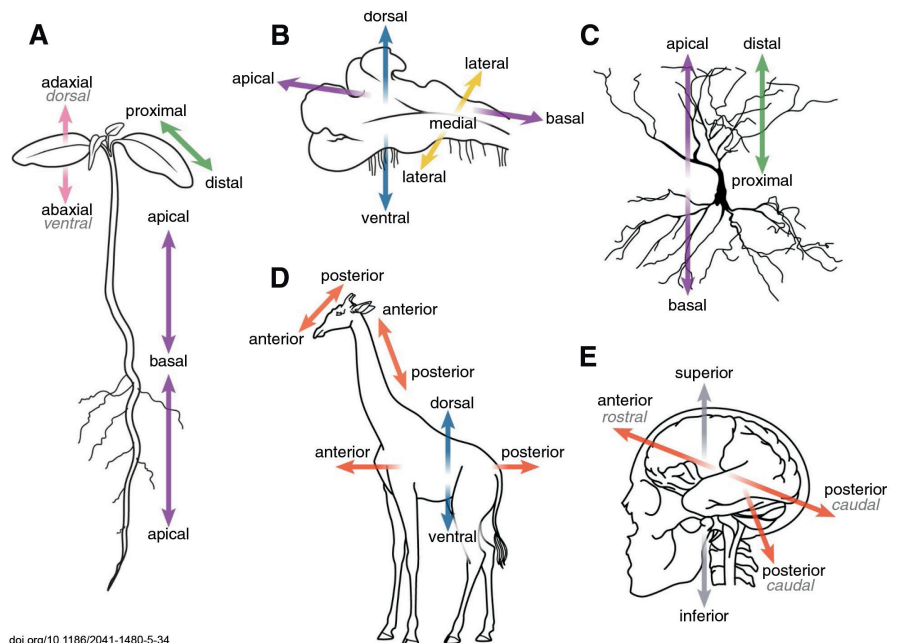 A
adaxial
dorsal
proximal
distal
abaxial
ventral
apical
basal
apical
B
dorsal
apical
lateral
medial
basal
lateral
ventral
C
apical
distal
proximal
basal
D
posterior
anterior
anterior
posterior
dorsal
anterior
posterior
ventral
E
superior
anterior
rostral
posterior
caudal
posterior
caudal
inferior
doi.org/10.1186/2041-1480-5-34